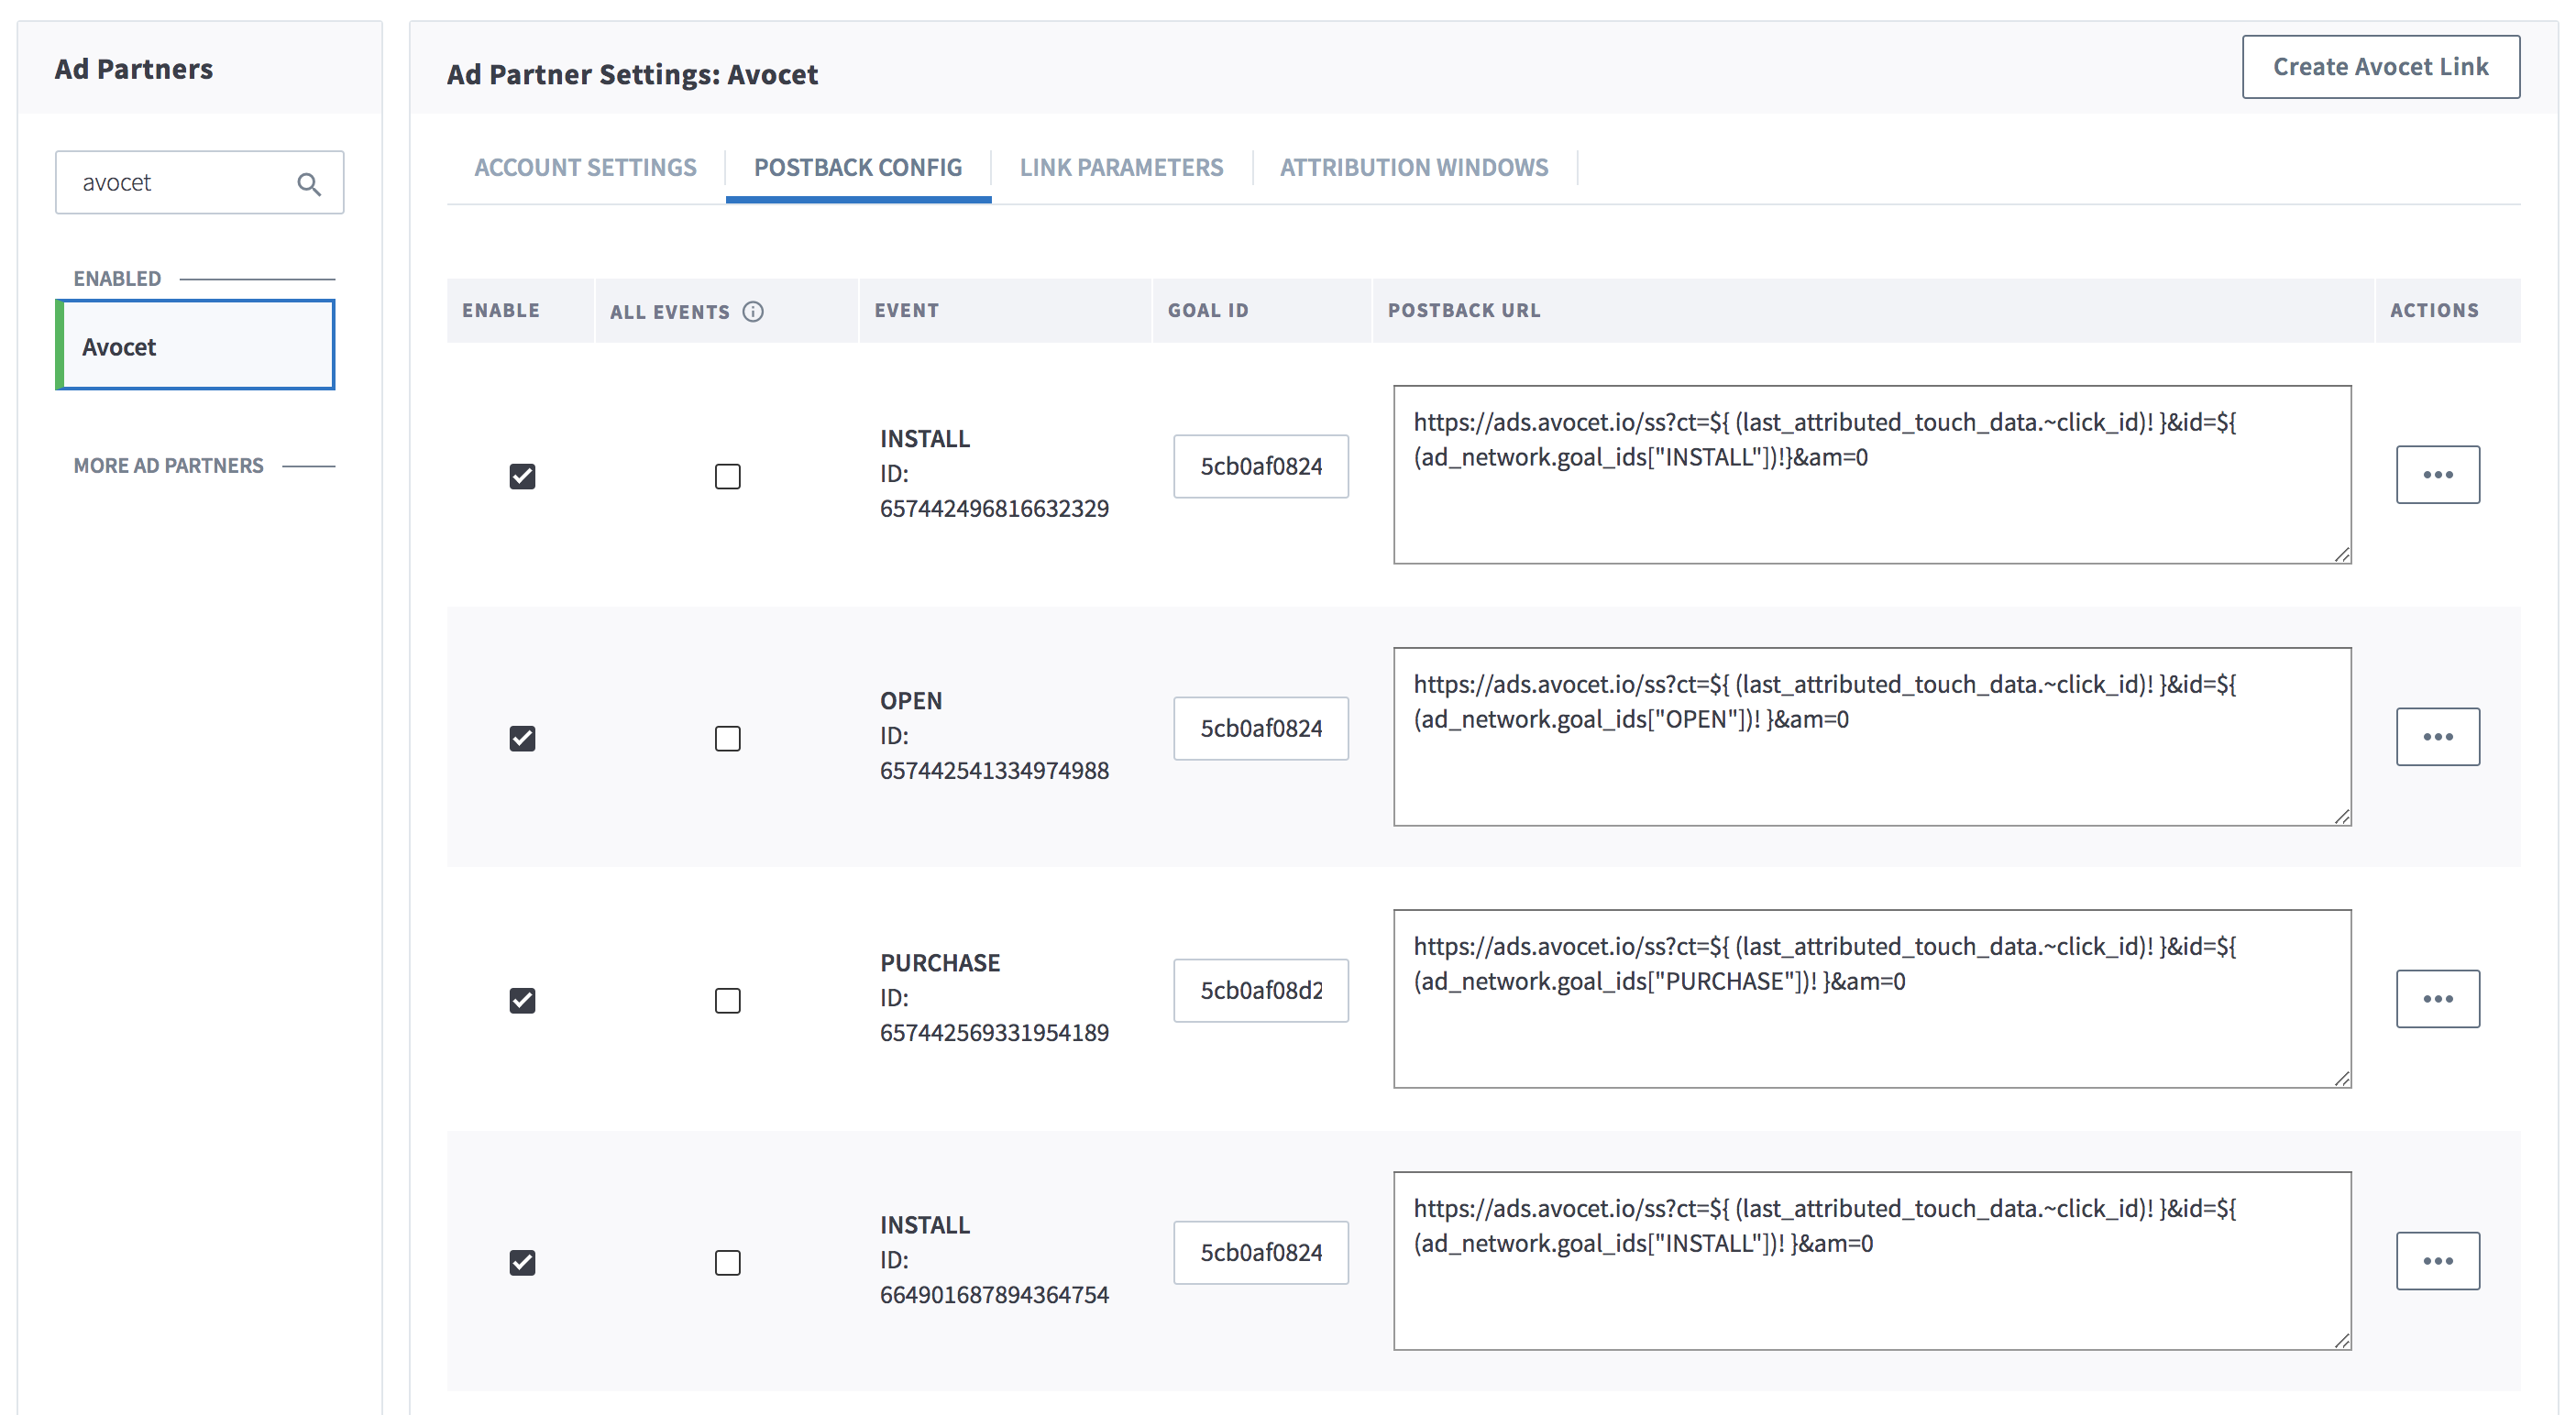 Ad Partners
avocet
ENABLED
Avocet
MORE AD PARTNERS
Ad Partner Settings: Avocet
Create Avocet Link
ACCOUNT SETTINGS
POSTBACK CONFIG
LINK PARAMETERS
ATTRIBUTION WINDOWS
ENABLE
ALL EVENTS
EVENT
GOAL ID
POSTBACK URL
ACTIONS
INSTALL
ID:
657442496816632329
5cb0af0824
https://ads.avocet.io/ss?ct=${ (last_attributed_touch_data.~click_id)! }&id=${
(ad_network.goal_ids["INSTALL"])!}&am=0
OPEN
ID:
657442541334974988
5cb0af0824
https://ads.avocet.io/ss?ct=${ (last_attributed_touch_data.~click_id)! }&id=${
(ad_network.goal_ids["OPEN"])! }&am=0
PURCHASE
ID:
657442569331954189
5cb0af08d2
https://ads.avocet.io/ss?ct=${ (last_attributed_touch_data.~click_id)! }&id=${
(ad_network.goal_ids["PURCHASE"])! }&am=0
INSTALL
ID:
664901687894364754
5cb0af0824
https://ads.avocet.io/ss?ct=${ (last_attributed_touch_data.~click_id)! }&id=${
(ad_network.goal_ids["INSTALL"])! }&am=0